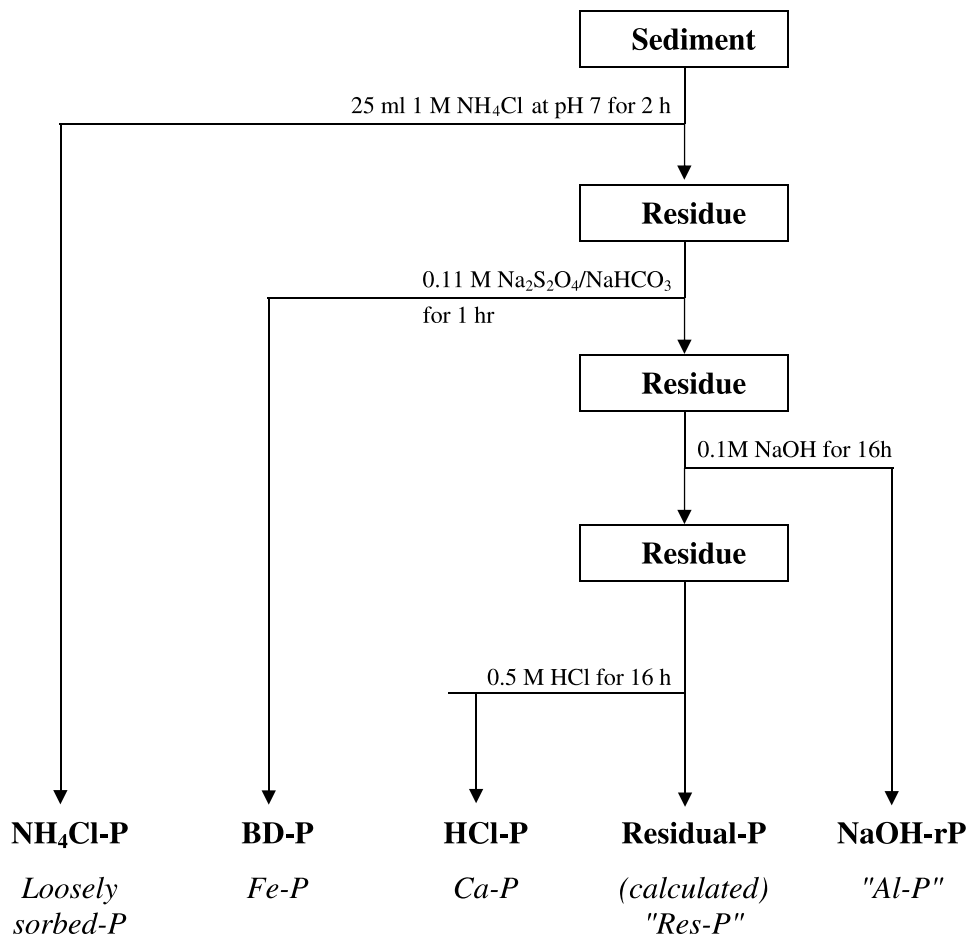 Sediment
25 ml 1 M NH₄Cl at pH 7 for 2 h
Residue
0.11 M Na₂S₂O₄/NaHCO₃
for 1 hr
Residue
0.1M NaOH for 16h
Residue
0.5 M HCl for 16 h
NH₄Cl-P BD-P HCl-P Residual-P NaOH-rP
Loosely Fe-P Ca-P (calculated) "Al-P"
sorbed-P "Res-P"